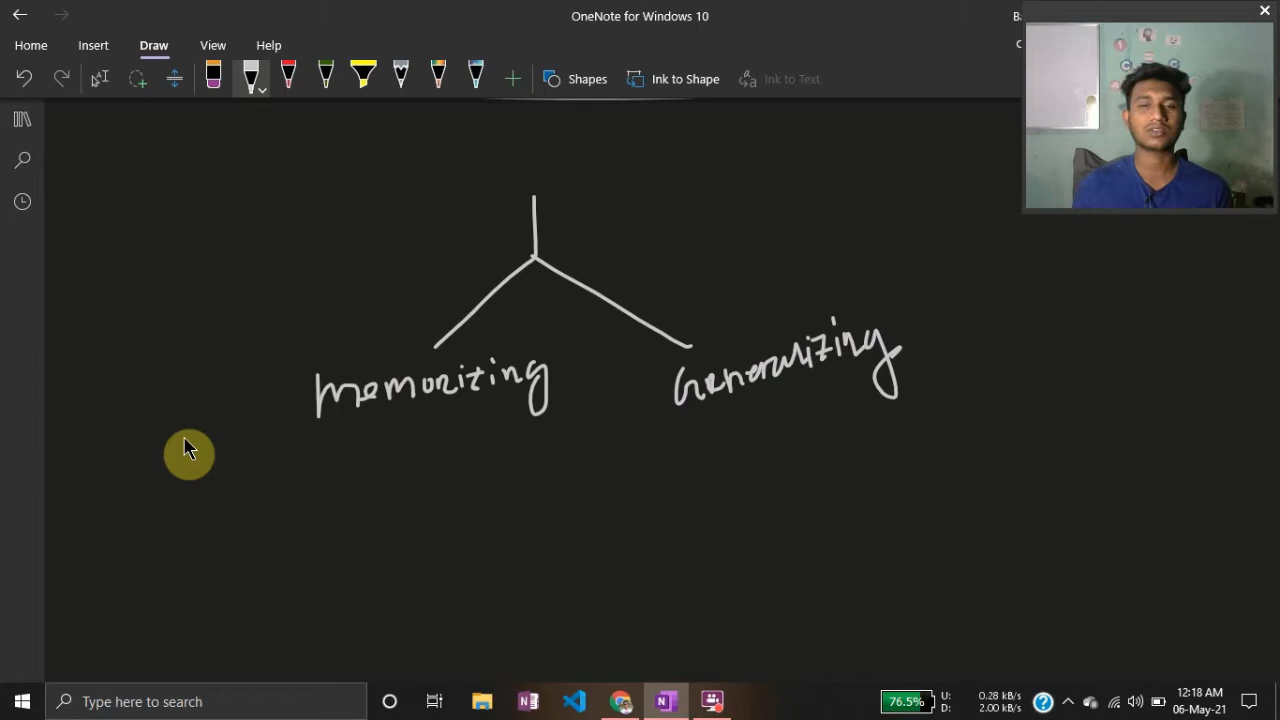 OneNote for Windows 10
Home Insert Draw View Help
Shapes Ink to Shape Ink to Text
Memorizing Generalizing
Type here to search
76.5% U: 0.28 kB/s
D: 2.00 kB/s
12:18 AM
06-May-21